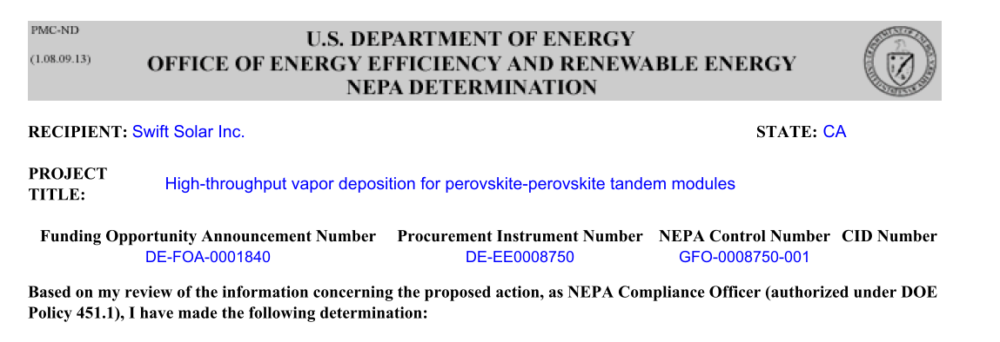 PMC-ND
(1.08.09.13)
U.S. DEPARTMENT OF ENERGY
OFFICE OF ENERGY EFFICIENCY AND RENEWABLE ENERGY
NEPA DETERMINATION
RECIPIENT: Swift Solar Inc. STATE: CA
PROJECT
TITLE:
High-throughput vapor deposition for perovskite-perovskite tandem modules
Funding Opportunity Announcement Number Procurement Instrument Number NEPA Control Number CID Number
DE-FOA-0001840 DE-EE0008750 GFO-0008750-001
Based on my review of the information concerning the proposed action, as NEPA Compliance Officer (authorized under DOE
Policy 451.1), I have made the following determination: